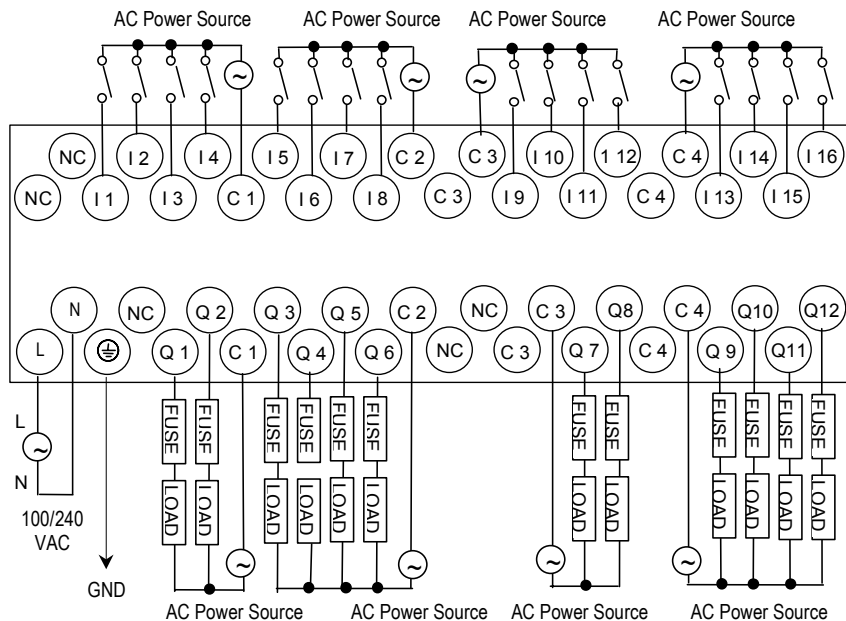 AC Power Source AC Power Source AC Power Source AC Power Source
~ ~ ~ ~
NC I 2 I 4 I 5 I 7 C 2 C 3 I 10 1 12 C 4 I 14 I 16
NC I 1 I 3 C 1 I 6 I 8 C 3 I 9 I 11 C 4 I 13 I 15
N NC Q 2 Q 3 Q 5 C 2 NC C 3 Q8 C 4 Q10 Q12
L Q 1 C 1 Q 4 Q 6 NC C 3 Q 7 C 4 Q 9 Q11
L FUSE FUSE FUSE FUSE FUSE FUSE FUSE FUSE FUSE FUSE FUSE FUSE
~
N LOAD LOAD LOAD LOAD LOAD LOAD LOAD LOAD LOAD LOAD LOAD LOAD
100/240
VAC
~ ~ ~ ~
GND
AC Power Source AC Power Source AC Power Source AC Power Source